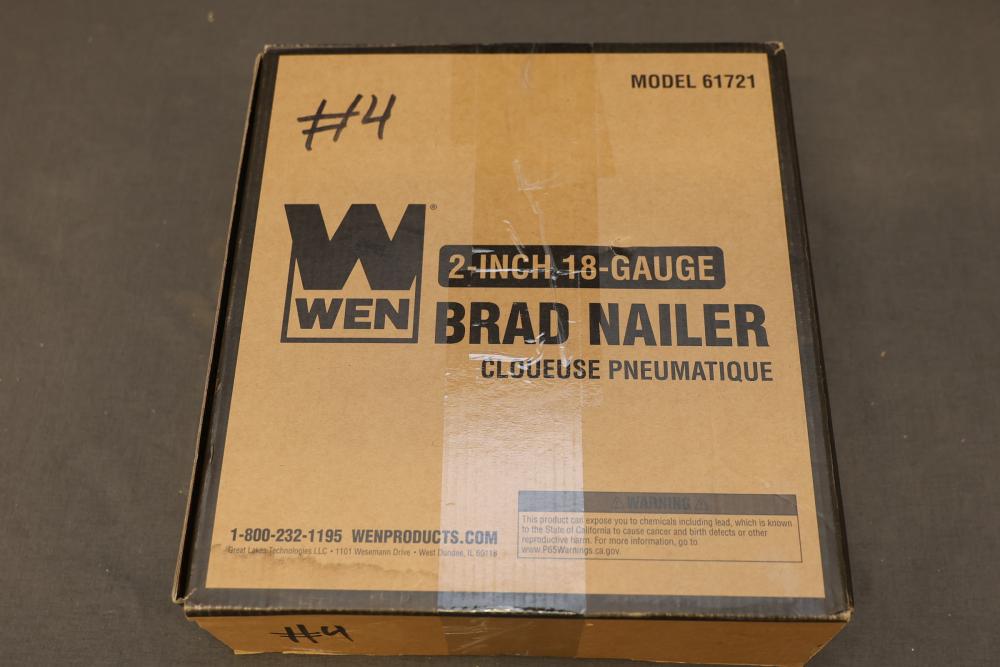 MODEL 61721
#4
WEN®
2-INCH 18-GAUGE
BRAD NAILER
CLOUEUSE PNEUMATIQUE
⚠ WARNING ⚠
This product can expose you to chemicals including lead, which is known
to the State of California to cause cancer and birth defects or other
reproductive harm. For more information, go to
www.P65Warnings.ca.gov.
1-800-232-1195 WENPRODUCTS.COM
Great Lakes Technologies LLC • 1101 Wesemann Drive • West Dundee, IL 60118
#4